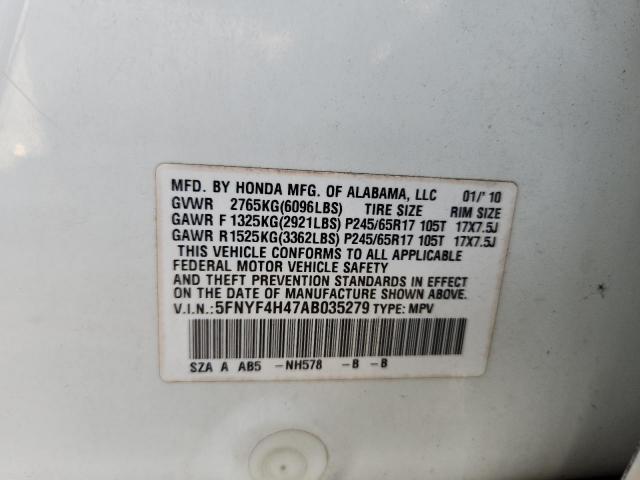 MFD. BY HONDA MFG. OF ALABAMA, LLC 01/'10
GVWR 2765KG(6096LBS) TIRE SIZE RIM SIZE
GAWR F 1325KG(2921LBS) P245/65R17 105T 17X7.5J
GAWR R1525KG(3362LBS) P245/65R17 105T 17X7.5J
THIS VEHICLE CONFORMS TO ALL APPLICABLE
FEDERAL MOTOR VEHICLE SAFETY
AND THEFT PREVENTION STANDARDS IN EFFECT
ON THE DATE OF MANUFACTURE SHOWN ABOVE.
V.I.N.:5FNYF4H47AB035279 TYPE: MPV
SZA A AB5 -NH578 -B -B